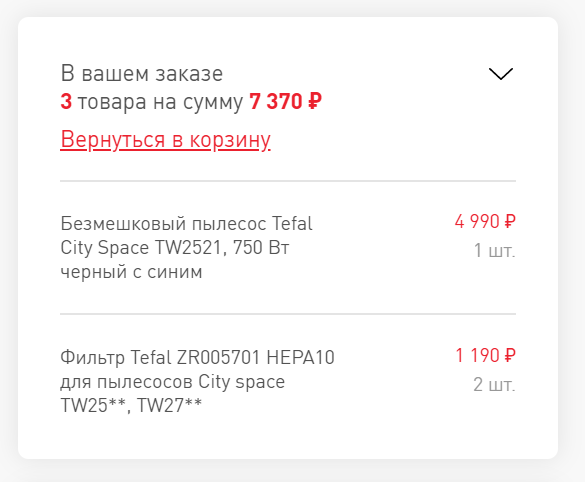 В вашем заказе
3 товара на сумму 7 370 ₽
Вернуться в корзину
Безмешковый пылесос Tefal
City Space TW2521, 750 Вт
черный с синим
4 990 ₽
1 шт.
Фильтр Tefal ZR005701 HEPA10
для пылесосов City space
TW25**, TW27**
1 190 ₽
2 шт.